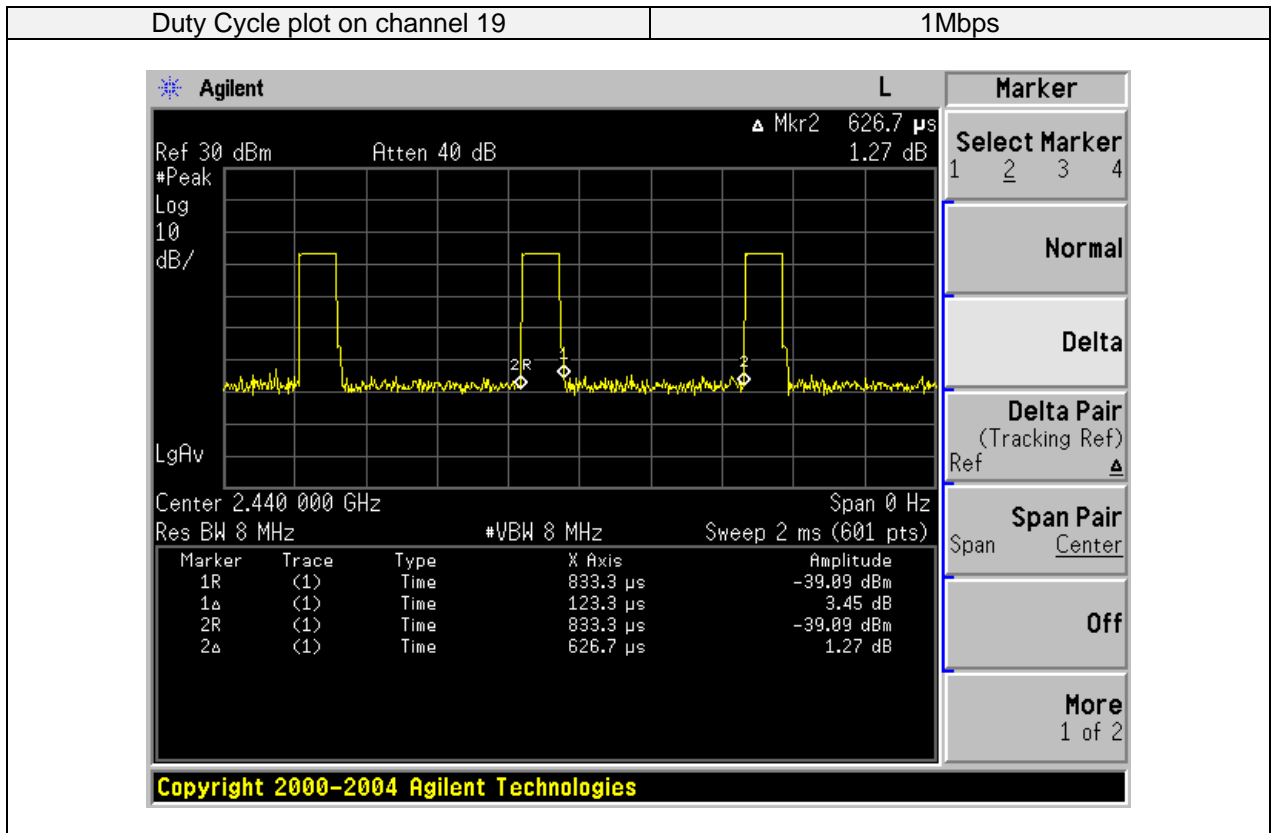 Duty Cycle plot on channel 19 1Mbps
Agilent L Marker
Δ Mkr2 626.7 µs
Ref 30 dBm Atten 40 dB 1.27 dB
#Peak
Log
10
dB/
2R 1 2
LgAv
Center 2.440 000 GHz Span 0 Hz
Res BW 8 MHz #VBW 8 MHz Sweep 2 ms (601 pts)
Marker Trace Type X Axis Amplitude
1R (1) Time 833.3 µs -39.09 dBm
1Δ (1) Time 123.3 µs 3.45 dB
2R (1) Time 833.3 µs -39.09 dBm
2Δ (1) Time 626.7 µs 1.27 dB
Select Marker
1 2 3 4
Normal
Delta
Delta Pair
(Tracking Ref)
Ref Δ
Span Pair
Span Center
Off
More
1 of 2
Copyright 2000-2004 Agilent Technologies